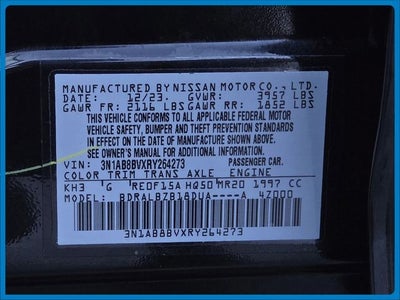 MANUFACTURED BY NISSAN MOTOR CO., LTD.
DATE: 12/23. GVWR: 3957 LBS
GAWR FR: 2116 LBS GAWR RR: 1852 LBS
THIS VEHICLE CONFORMS TO ALL APPLICABLE FEDERAL MOTOR
VEHICLE SAFETY, BUMPER AND THEFT PREVENTION STANDARDS
IN EFFECT ON THE DATE OF MANUFACTURE SHOWN ABOVE.
SEE OWNER'S MANUAL FOR ADDITIONAL INFORMATION.
VIN: 3N1AB8BVXRY264273 PASSENGER CAR.
COLOR TRIM TRANS AXLE ENGINE
KH3 G RE0F15A HQ50 MR20 1997 CC
MODEL: BDRALBZB18DUA----A 4Z000
3N1AB8BVXRY264273